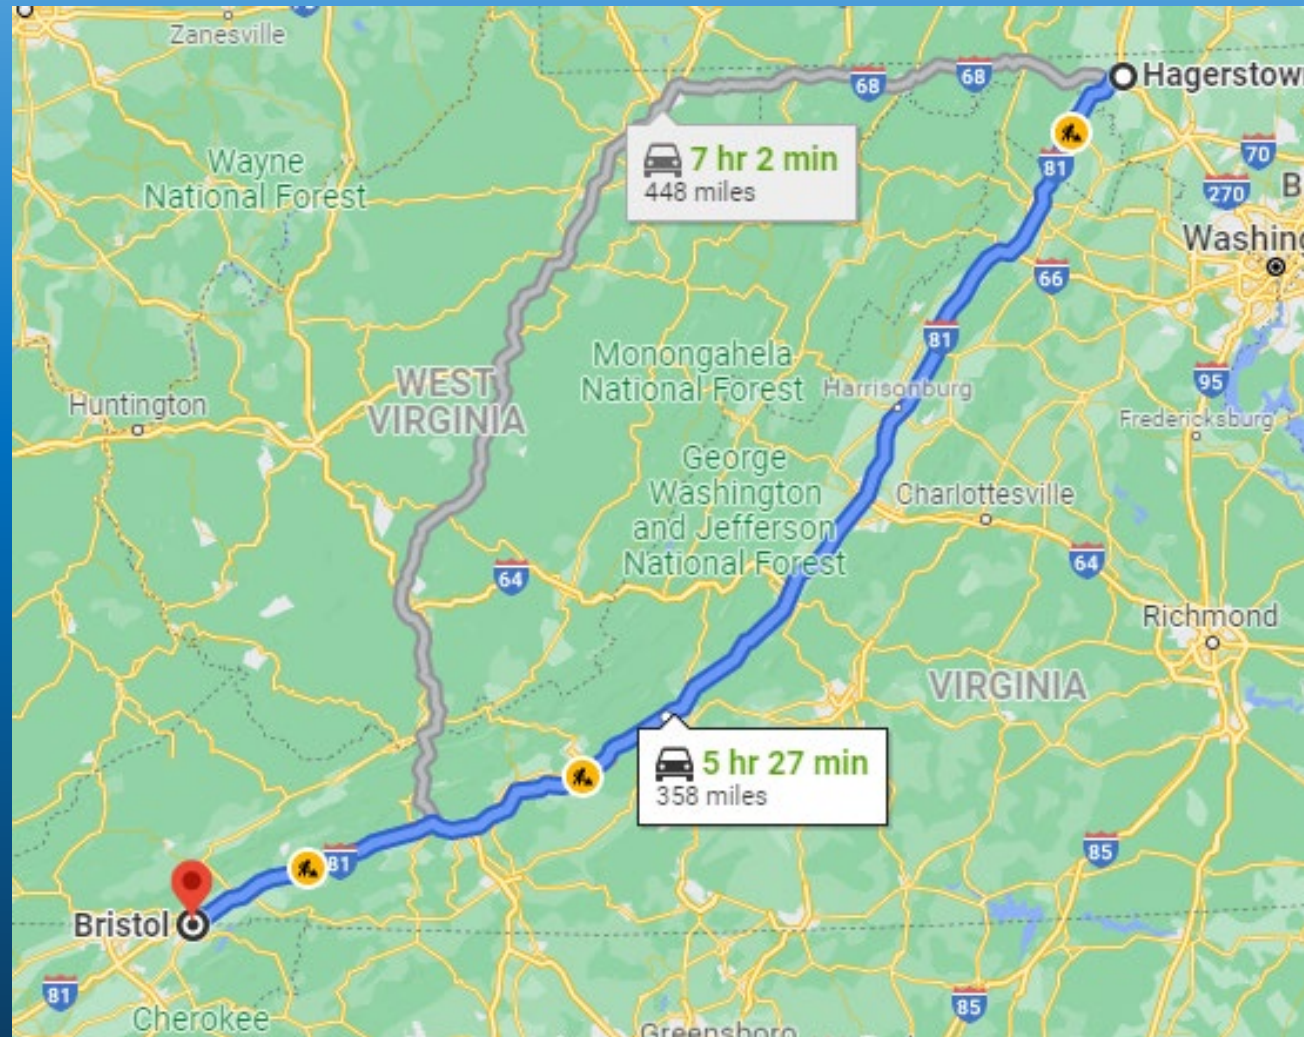 Zanesville
Hagerstown
68
68
Wayne
National Forest
7 hr 2 min
448 miles
81
70
270
B
Washing
66
Monongahela
National Forest
81
WEST
VIRGINIA
Harrisonburg
95
Huntington
Fredericksburg
George
Washington
and Jefferson
National Forest
Charlottesville
64
64
Richmond
VIRGINIA
5 hr 27 min
358 miles
81
85
Bristol
81
85
Cherokee
Greensboro